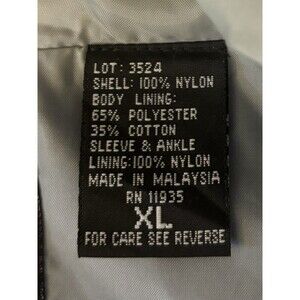 LOT: 3524
SHELL: 100% NYLON
BODY LINING:
65% POLYESTER
35% COTTON
SLEEVE & ANKLE
LINING:100% NYLON
MADE IN MALAYSIA
RN 11935
XL
FOR CARE SEE REVERSE